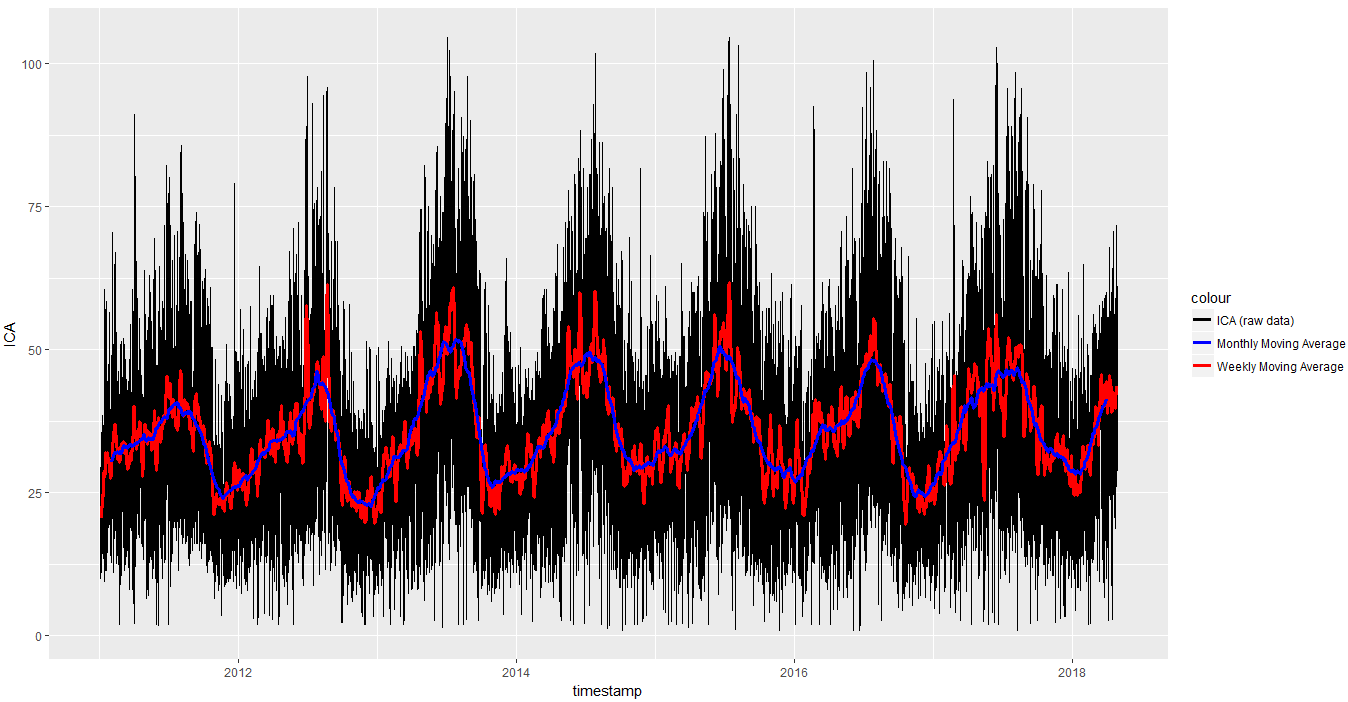 100
75
50
25
0
ICA
2012
2014
2016
2018
timestamp
colour
ICA (raw data)
Monthly Moving Average
Weekly Moving Average